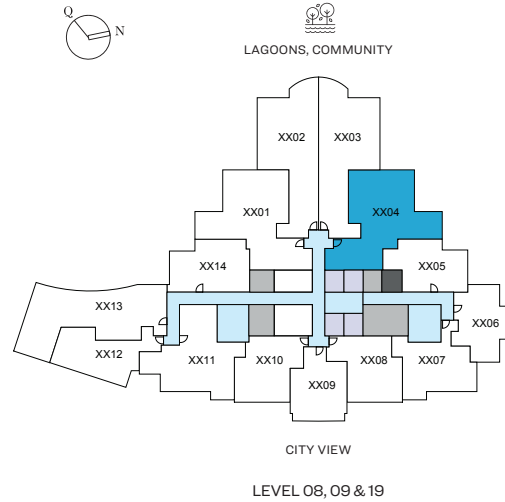 Q
N
LAGOONS, COMMUNITY
XX02
XX03
XX01
XX04
XX14
XX05
XX13
XX06
XX12
XX11
XX10
XX08
XX07
XX09
CITY VIEW
LEVEL 08, 09 & 19